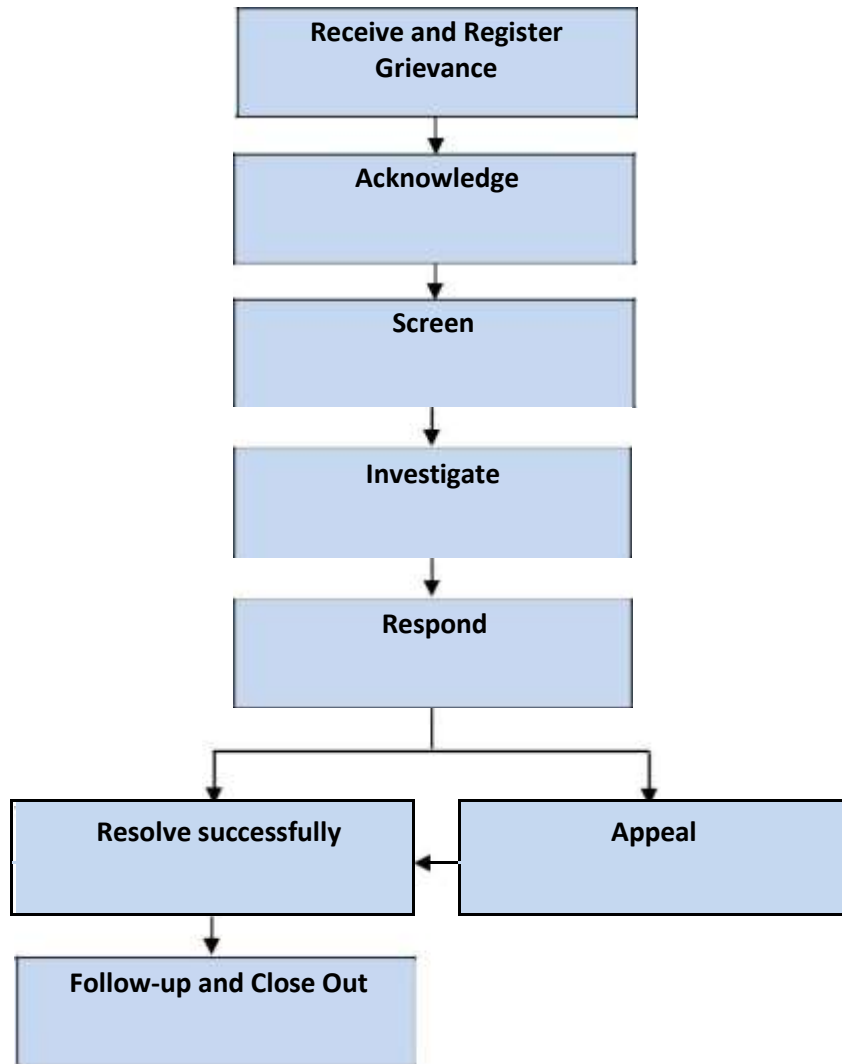 Receive and Register
Grievance
Acknowledge
Screen
Investigate
Respond
Resolve successfully
Appeal
Follow-up and Close Out